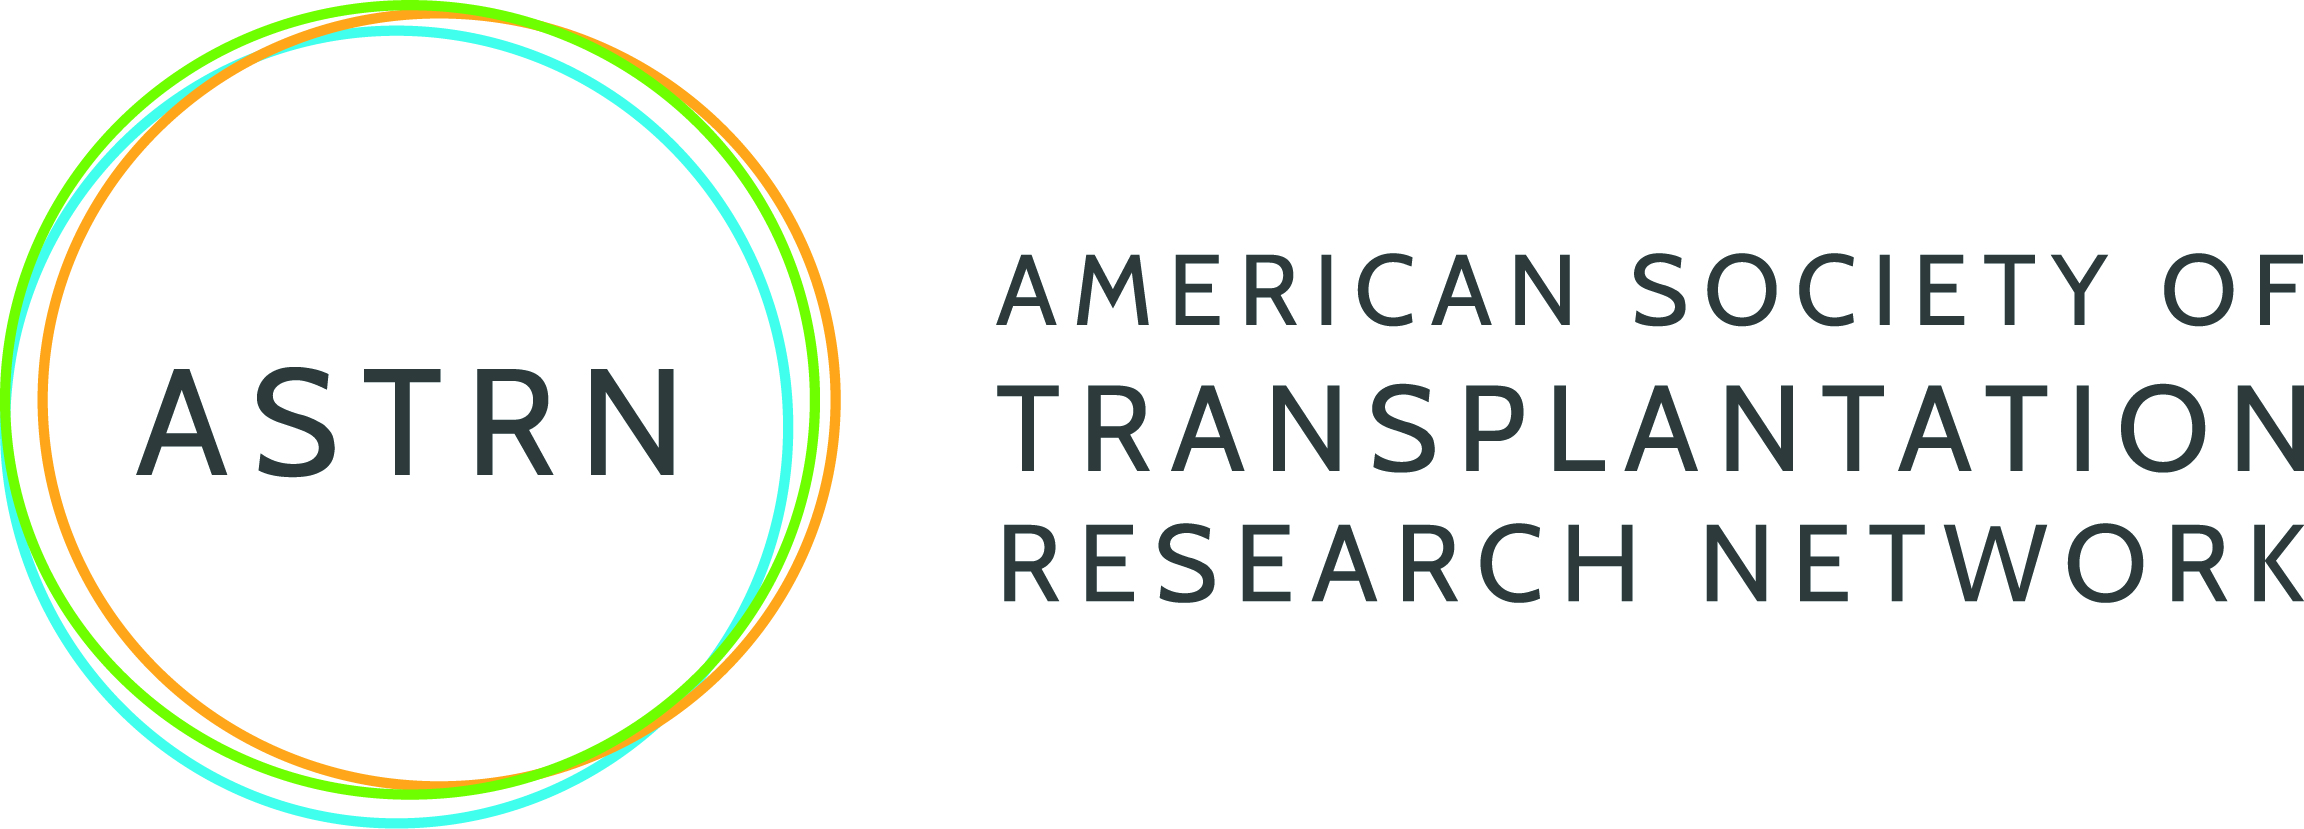 ASTRN
AMERICAN SOCIETY OF
TRANSPLANTATION
RESEARCH NETWORK